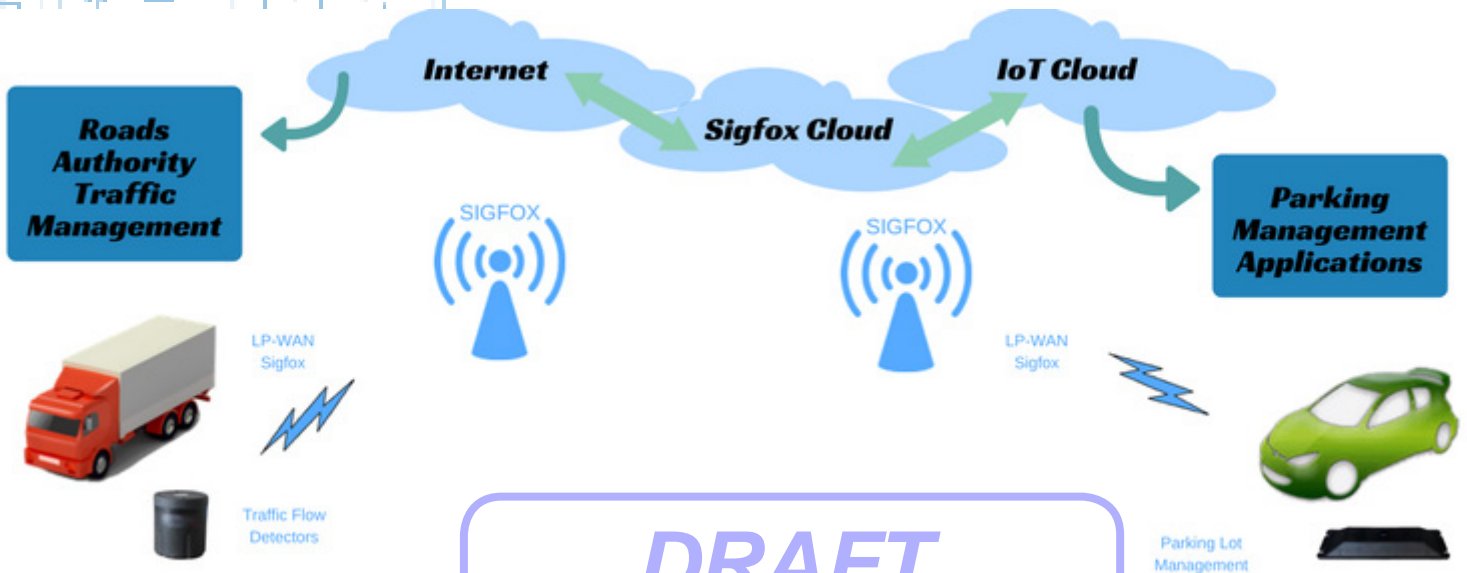 Internet
IoT Cloud
Sigfox Cloud
Roads
Authority
Traffic
Management
Parking
Management
Applications
SIGFOX
SIGFOX
LP-WAN
Sigfox
LP-WAN
Sigfox
Traffic Flow
Detectors
DRAFT
Parking Lot
Management